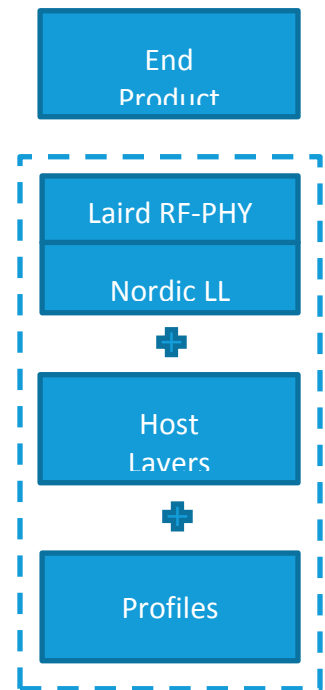 End
Product
Laird RF-PHY
Nordic LL
Host
Layers
Profiles